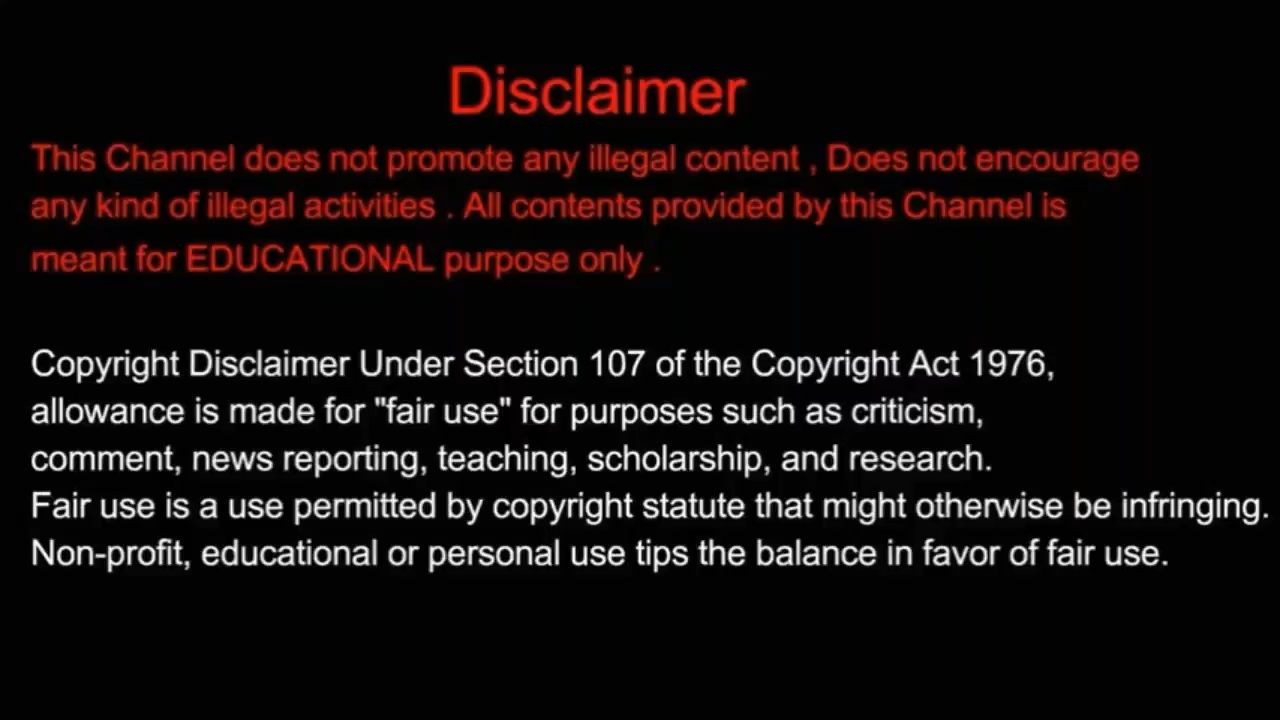 Disclaimer
This Channel does not promote any illegal content , Does not encourage
any kind of illegal activities . All contents provided by this Channel is
meant for EDUCATIONAL purpose only .
Copyright Disclaimer Under Section 107 of the Copyright Act 1976,
allowance is made for "fair use" for purposes such as criticism,
comment, news reporting, teaching, scholarship, and research.
Fair use is a use permitted by copyright statute that might otherwise be infringing.
Non-profit, educational or personal use tips the balance in favor of fair use.